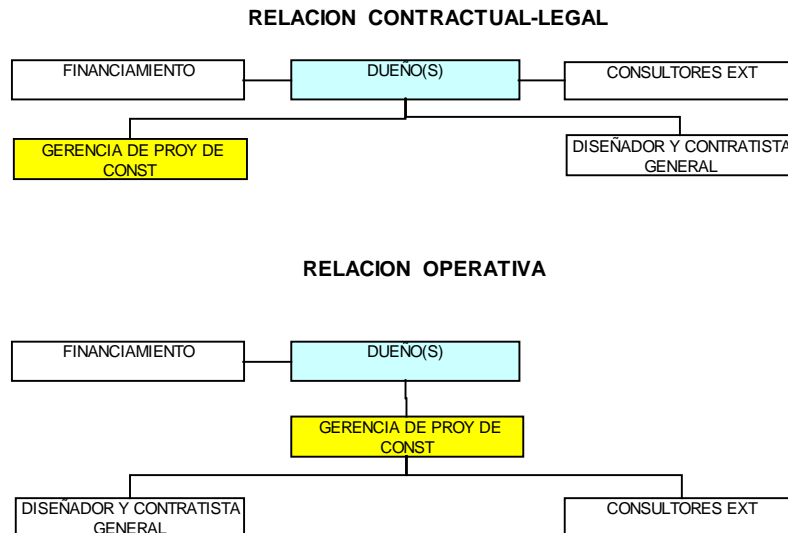 RELACION CONTRACTUAL-LEGAL
FINANCIAMIENTO
DUEÑO(S)
CONSULTORES EXT
GERENCIA DE PROY DE
CONST
DISEÑADOR Y CONTRATISTA
GENERAL
RELACION OPERATIVA
FINANCIAMIENTO
DUEÑO(S)
GERENCIA DE PROY DE
CONST
DISEÑADOR Y CONTRATISTA
GENERAL
CONSULTORES EXT